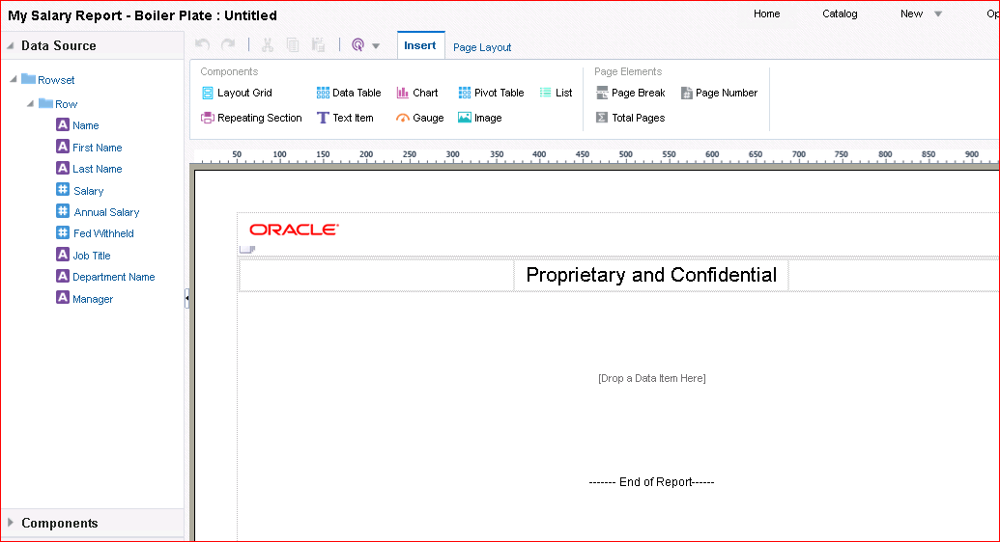 My Salary Report - Boiler Plate : Untitled
Home Catalog New Op
Data Source
Insert Page Layout
Components Page Elements
Layout Grid Data Table Chart Pivot Table List Page Break Page Number
Repeating Section Text Item Gauge Image Total Pages
Rowset
Row
A Name
A First Name
A Last Name
# Salary
# Annual Salary
# Fed Withheld
A Job Title
A Department Name
A Manager
50 100 150 200 250 300 350 400 450 500 550 600 650 700 750 800 850 900
ORACLE
Proprietary and Confidential
[Drop a Data Item Here]
------- End of Report------
Components